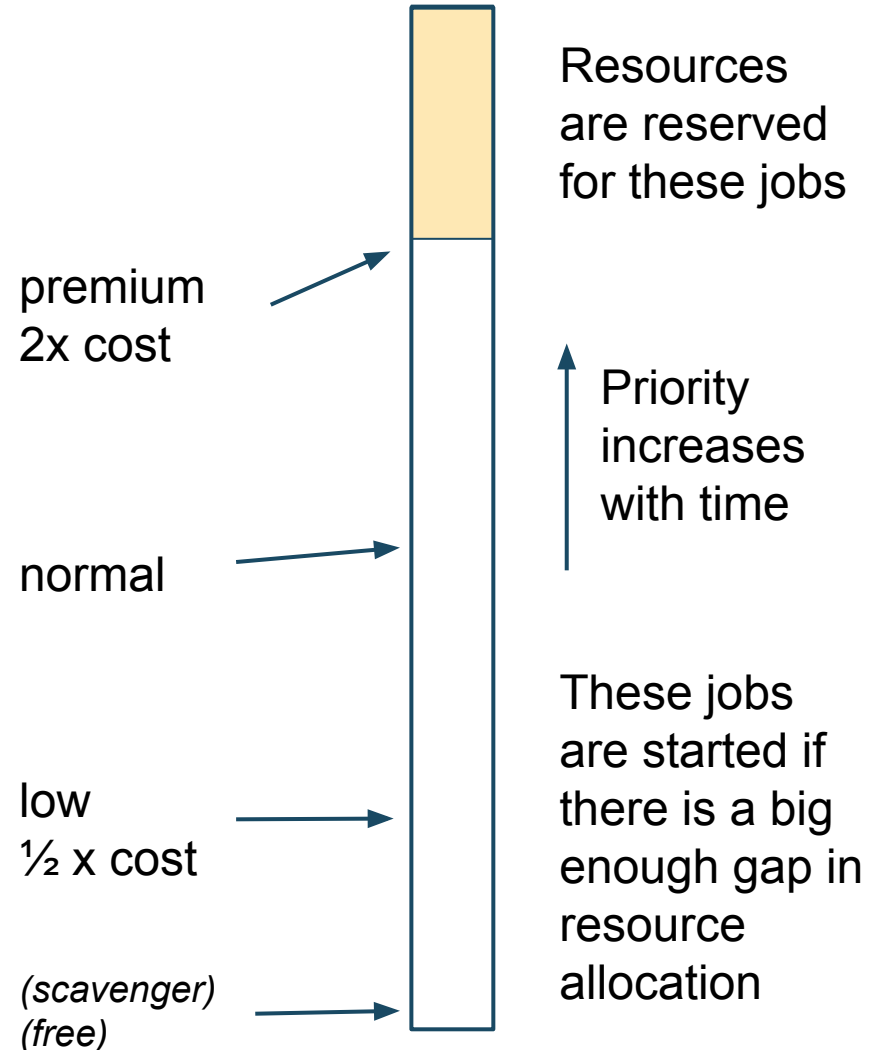 Resources
are reserved
for these jobs
premium
2x cost
Priority
increases
with time
normal
These jobs
are started if
there is a big
enough gap in
resource
allocation
low
½ x cost
(scavenger)
(free)